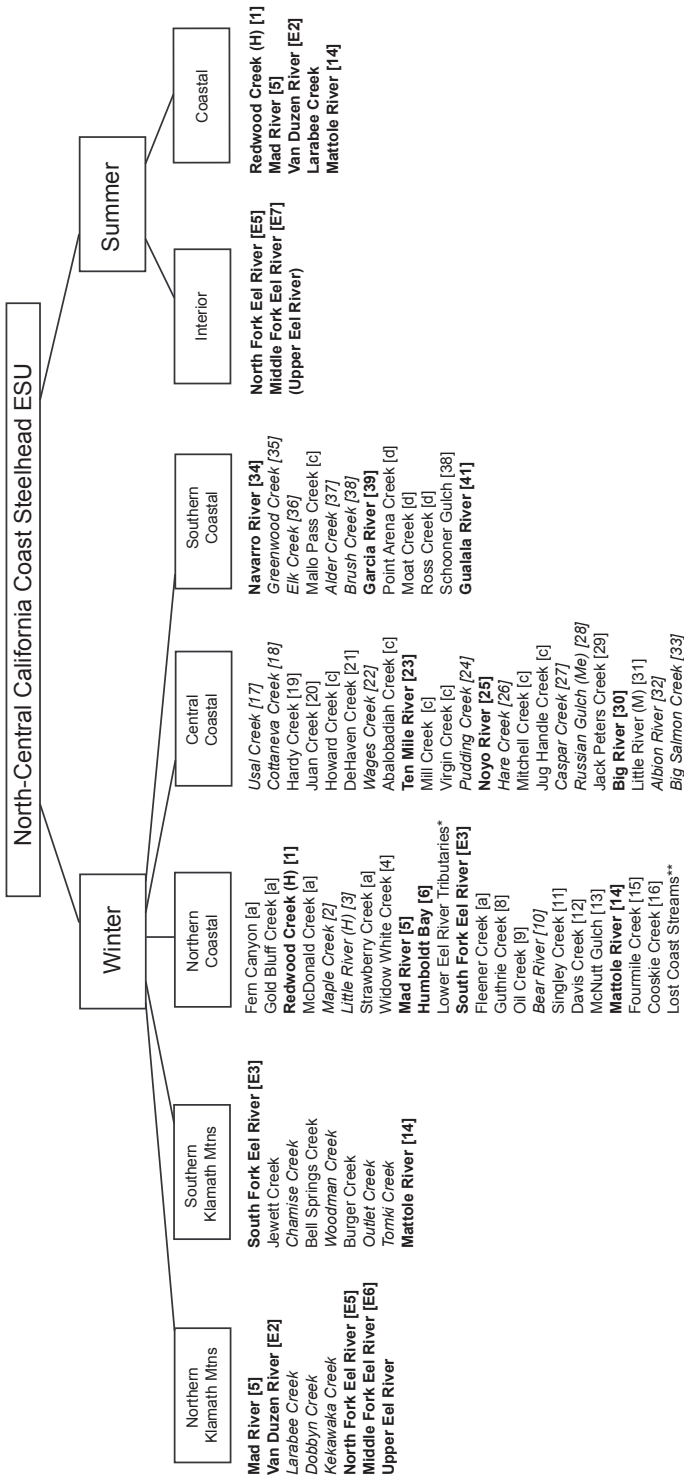 North-Central California Coast Steelhead ESU
Winter
Summer
Northern
Klamath Mtns
Mad River [5]
Van Duzen River [E2]
Larabee Creek
Dobbyn Creek
Kekawaka Creek
North Fork Eel River [E5]
Middle Fork Eel River [E6]
Upper Eel River
Southern
Klamath Mtns
South Fork Eel River [E3]
Jewett Creek
Chamise Creek
Bell Springs Creek
Woodman Creek
Burger Creek
Outlet Creek
Tomki Creek
Mattole River [14]
Northern
Coastal
Fern Canyon [a]
Gold Bluff Creek [a]
Redwood Creek (H) [1]
McDonald Creek [a]
Maple Creek [2]
Little River (H) [3]
Strawberry Creek [a]
Widow White Creek [4]
Mad River [5]
Humboldt Bay [6]
Lower Eel River Tributaries*
South Fork Eel River [E3]
Fleener Creek [a]
Guthrie Creek [8]
Oil Creek [9]
Bear River [10]
Singley Creek [11]
Davis Creek [12]
McNutt Gulch [13]
Mattole River [14]
Fourmile Creek [15]
Cooskie Creek [16]
Lost Coast Streams**
Central
Coastal
Usal Creek [17]
Cottaneva Creek [18]
Hardy Creek [19]
Juan Creek [20]
Howard Creek [c]
DeHaven Creek [21]
Wages Creek [22]
Abalobadiah Creek [c]
Ten Mile River [23]
Mill Creek [c]
Virgin Creek [c]
Pudding Creek [24]
Noyo River [25]
Hare Creek [26]
Mitchell Creek [c]
Jug Handle Creek [c]
Caspar Creek [27]
Russian Gulch (Me) [28]
Jack Peters Creek [29]
Big River [30]
Little River (M) [31]
Albion River [32]
Big Salmon Creek [33]
Southern
Coastal
Navarro River [34]
Greenwood Creek [35]
Elk Creek [36]
Mallo Pass Creek [c]
Alder Creek [37]
Brush Creek [38]
Garcia River [39]
Point Arena Creek [d]
Moat Creek [d]
Ross Creek [d]
Schooner Gulch [38]
Gualala River [41]
Interior
North Fork Eel River [E5]
Middle Fork Eel River [E7]
(Upper Eel River)
Coastal
Redwood Creek (H) [1]
Mad River [5]
Van Duzen River [E2]
Larabee Creek
Mattole River [14]